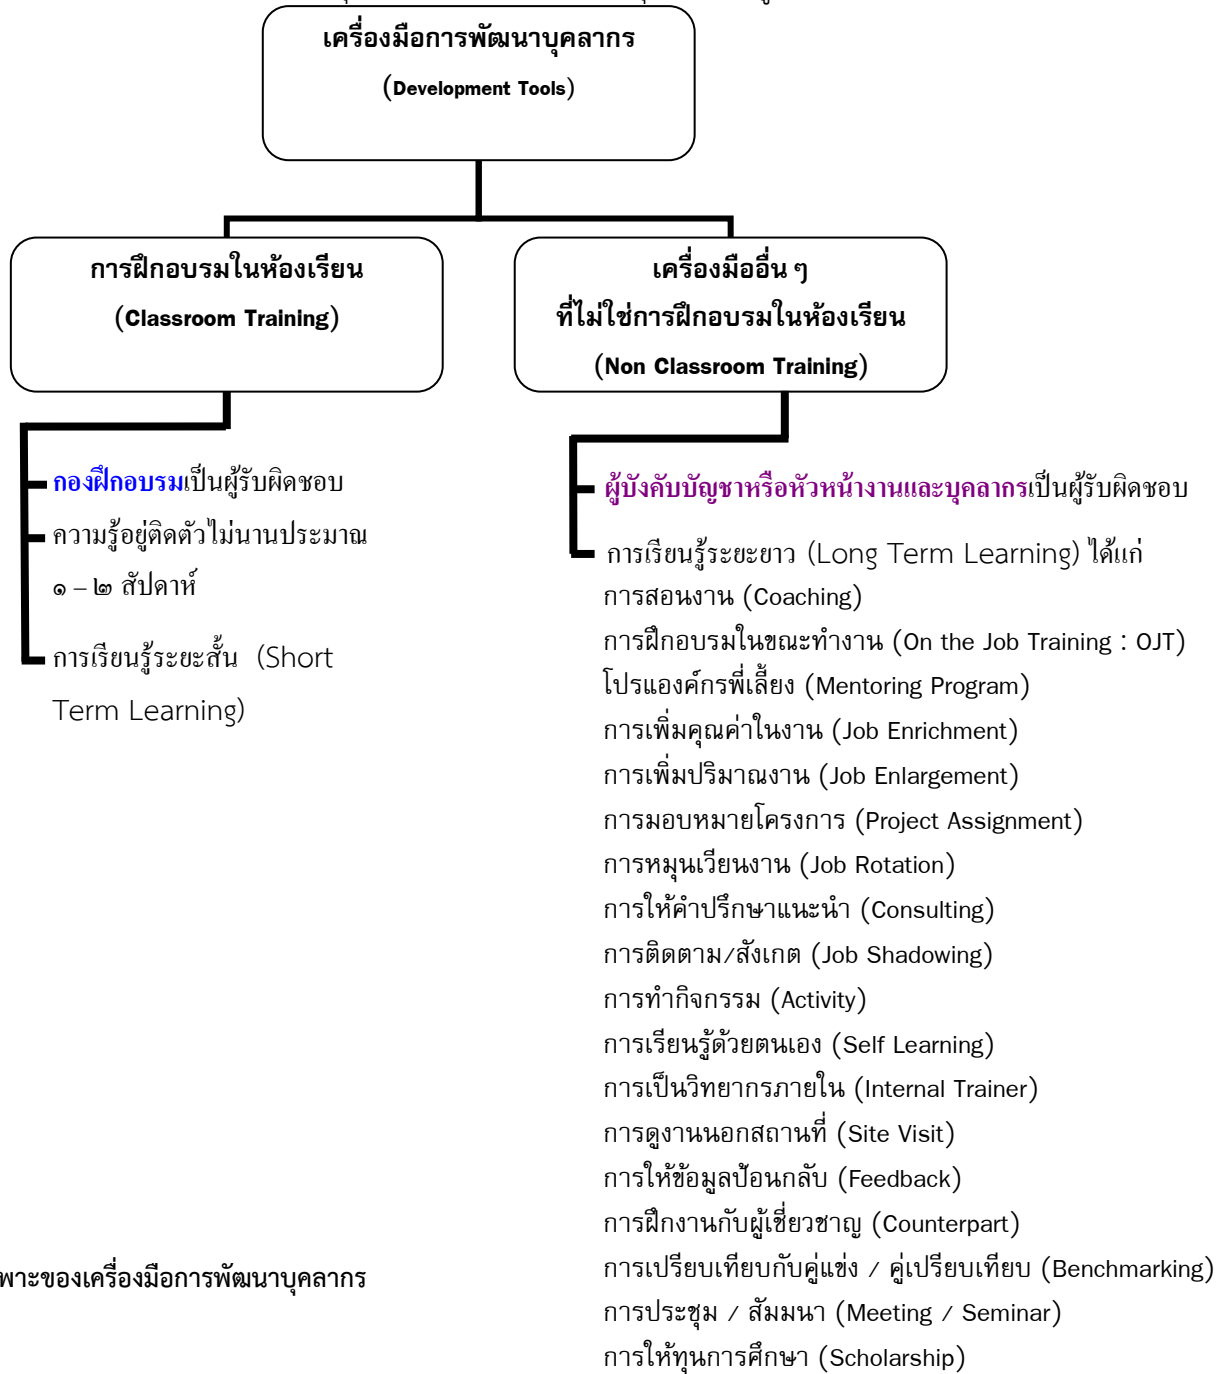 เครื่องมือการพัฒนาบุคลากร
(Development Tools)
การฝึกอบรมในห้องเรียน
(Classroom Training)
เครื่องมืออื่น ๆ
ที่ไม่ใช่การฝึกอบรมในห้องเรียน
(Non Classroom Training)
กองฝึกอบรมเป็นผู้รับผิดชอบ
ความรู้อยู่ติดตัวไม่นานประมาณ
๑ – ๒ สัปดาห์
การเรียนรู้ระยะสั้น (Short
Term Learning)
ผู้บังคับบัญชาหรือหัวหน้างานและบุคลากรเป็นผู้รับผิดชอบ
การเรียนรู้ระยะยาว (Long Term Learning) ได้แก่
การสอนงาน (Coaching)
การฝึกอบรมในขณะทำงาน (On the Job Training : OJT)
โปรแองค์กรพี่เลี้ยง (Mentoring Program)
การเพิ่มคุณค่าในงาน (Job Enrichment)
การเพิ่มปริมาณงาน (Job Enlargement)
การมอบหมายโครงการ (Project Assignment)
การหมุนเวียนงาน (Job Rotation)
การให้คำปรึกษาแนะนำ (Consulting)
การติดตาม/สังเกต (Job Shadowing)
การทำกิจกรรม (Activity)
การเรียนรู้ด้วยตนเอง (Self Learning)
การเป็นวิทยากรภายใน (Internal Trainer)
การดูงานนอกสถานที่ (Site Visit)
การให้ข้อมูลป้อนกลับ (Feedback)
การฝึกงานกับผู้เชี่ยวชาญ (Counterpart)
การเปรียบเทียบกับคู่แข่ง / คู่เปรียบเทียบ (Benchmarking)
การประชุม / สัมมนา (Meeting / Seminar)
การให้ทุนการศึกษา (Scholarship)
พาะของเครื่องมือการพัฒนาบุคลากร